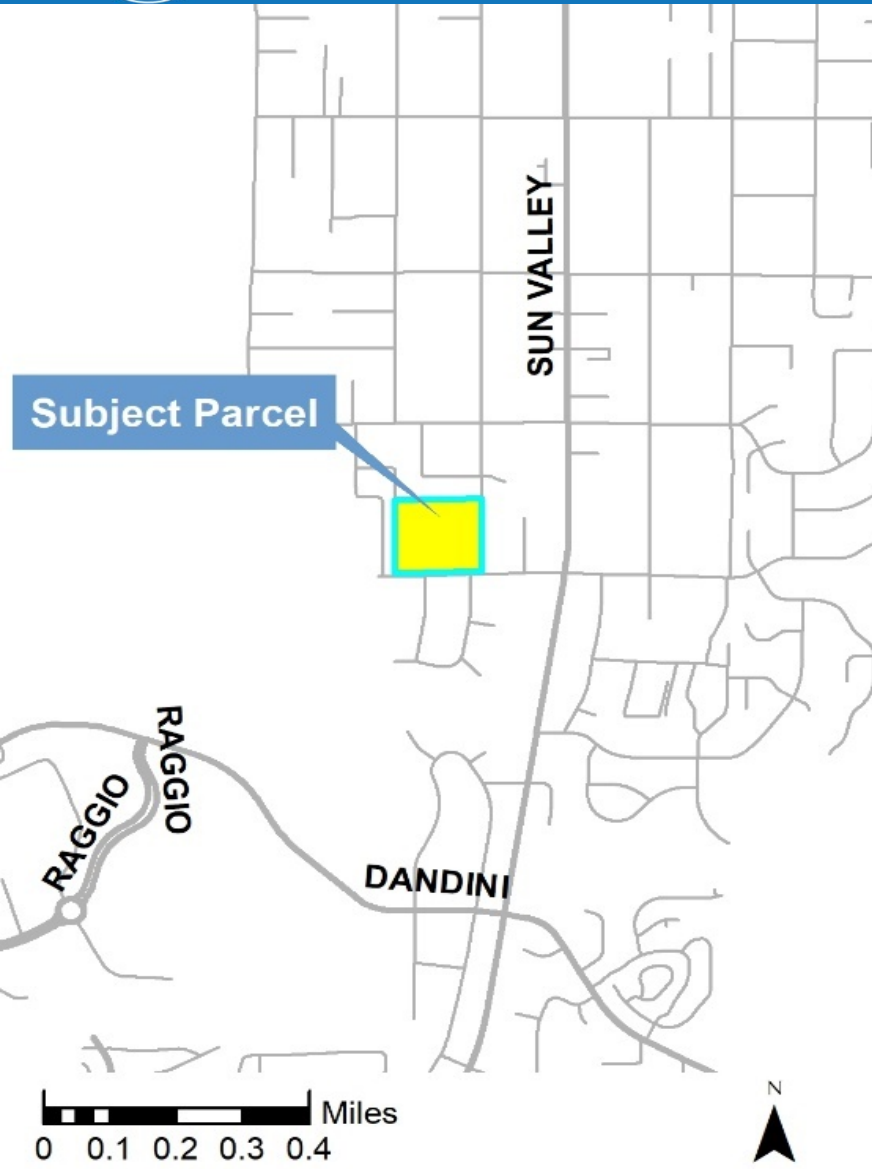 SUN VALLEY
Subject Parcel
RAGGIO
RAGGIO
DANDINI
Miles
0 0.1 0.2 0.3 0.4
N